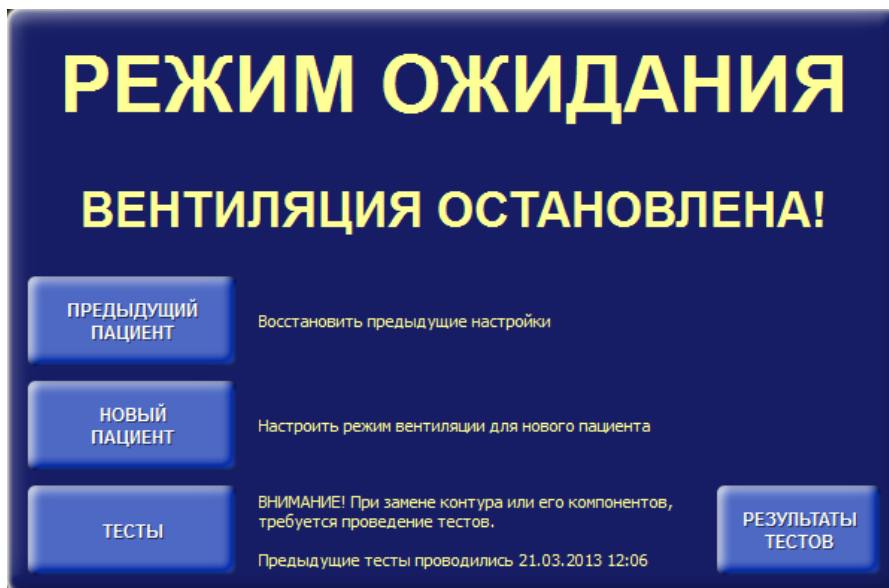 РЕЖИМ ОЖИДАНИЯ
ВЕНТИЛЯЦИЯ ОСТАНОВЛЕНА!
ПРЕДЫДУЩИЙ
ПАЦИЕНТ
Восстановить предыдущие настройки
НОВЫЙ
ПАЦИЕНТ
Настроить режим вентиляции для нового пациента
ТЕСТЫ
ВНИМАНИЕ! При замене контура или его компонентов,
требуется проведение тестов.
Предыдущие тесты проводились 21.03.2013 12:06
РЕЗУЛЬТАТЫ
ТЕСТОВ